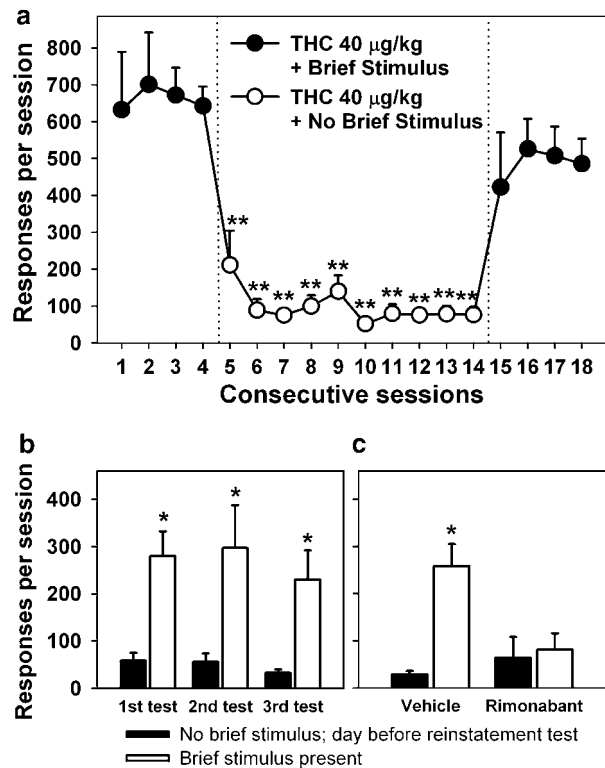 a
800
700
600
500
400
300
200
100
0
Responses per session
THC 40 μg/kg
+ Brief Stimulus
THC 40 μg/kg
+ No Brief Stimulus
** ** ** ** ** ** ** ** ** **
1 2 3 4 5 6 7 8 9 10 11 12 13 14 15 16 17 18
Consecutive sessions
b
400
300
200
100
0
Responses per session
* * *
1st test 2nd test 3rd test
c
*
Vehicle Rimonabant
No brief stimulus; day before reinstatement test
Brief stimulus present